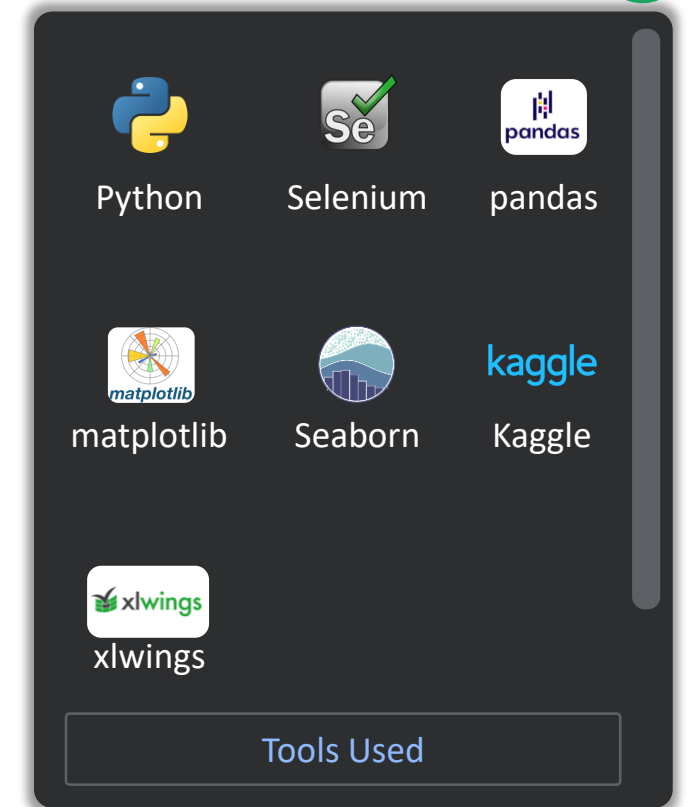 Se
pandas
Python Selenium pandas
matplotlib
kaggle
matplotlib Seaborn Kaggle
xlwings
xlwings
Tools Used